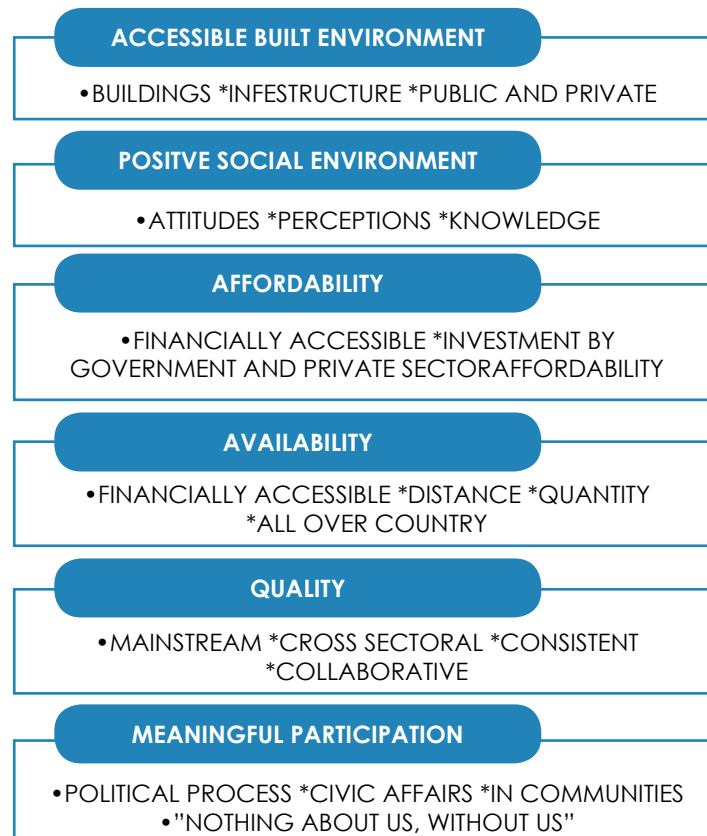 ACCESSIBLE BUILT ENVIRONMENT
•BUILDINGS *INFESTRUCTURE *PUBLIC AND PRIVATE
POSITVE SOCIAL ENVIRONMENT
•ATTITUDES *PERCEPTIONS *KNOWLEDGE
AFFORDABILITY
•FINANCIALLY ACCESSIBLE *INVESTMENT BY
GOVERNMENT AND PRIVATE SECTORAFFORDABILITY
AVAILABILITY
•FINANCIALLY ACCESSIBLE *DISTANCE *QUANTITY
*ALL OVER COUNTRY
QUALITY
•MAINSTREAM *CROSS SECTORAL *CONSISTENT
*COLLABORATIVE
MEANINGFUL PARTICIPATION
•POLITICAL PROCESS *CIVIC AFFAIRS *IN COMMUNITIES
•"NOTHING ABOUT US, WITHOUT US"